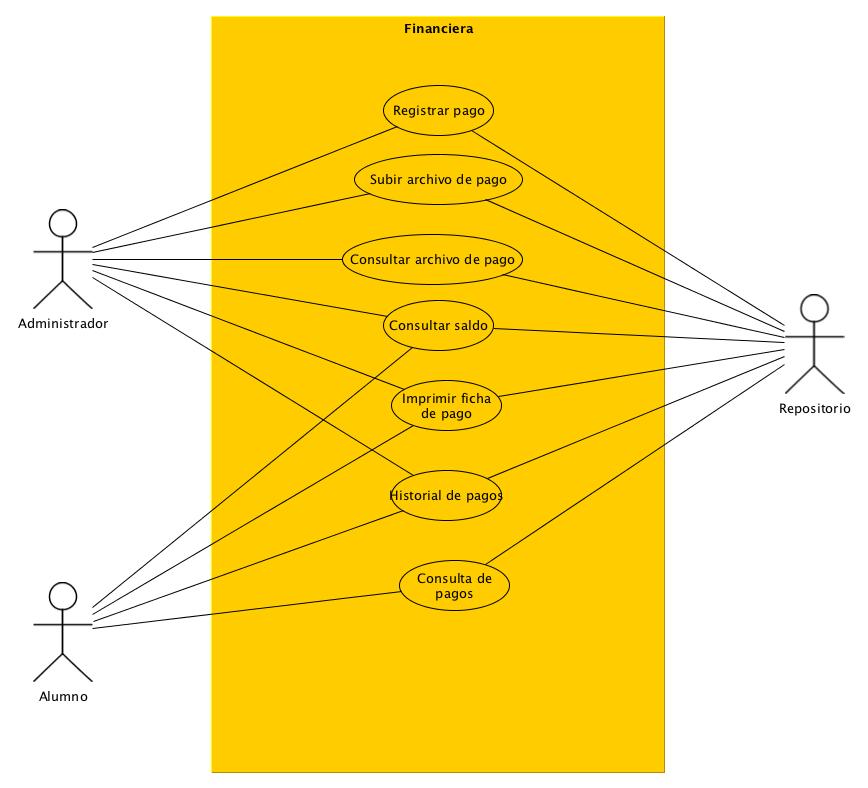 Financiera
Registrar pago
Subir archivo de pago
Consultar archivo de pago
Administrador
Consultar saldo
Imprimir ficha
de pago
Repositorio
Historial de pagos
Consulta de
pagos
Alumno